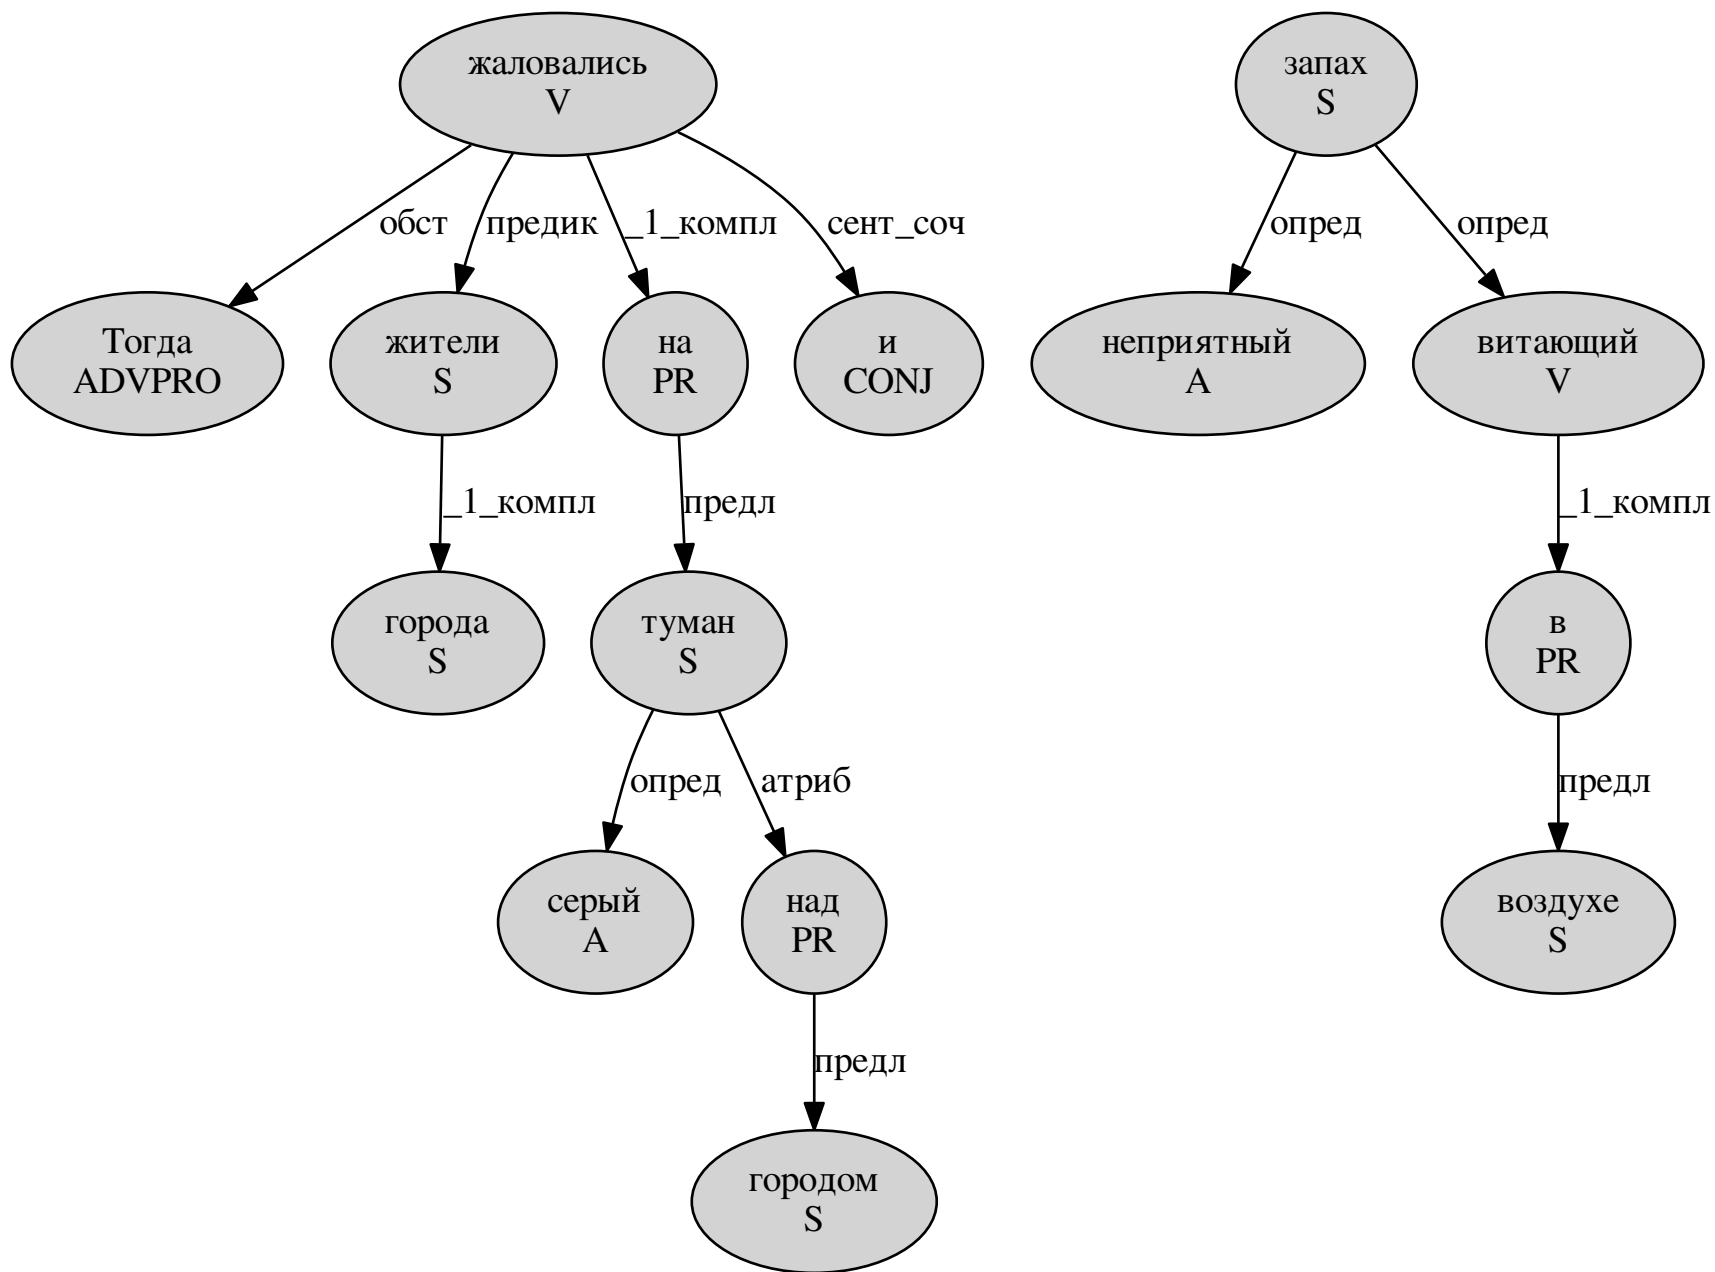 жаловались
V
запах
S
обст
предик
_1_компл
сент_соч
опред
опред
Тогда
ADVPRO
жители
S
на
PR
и
CONJ
неприятный
A
витающий
V
_1_компл
предл
_1_компл
города
S
туман
S
в
PR
опред
атриб
предл
серый
A
над
PR
воздухе
S
предл
городом
S